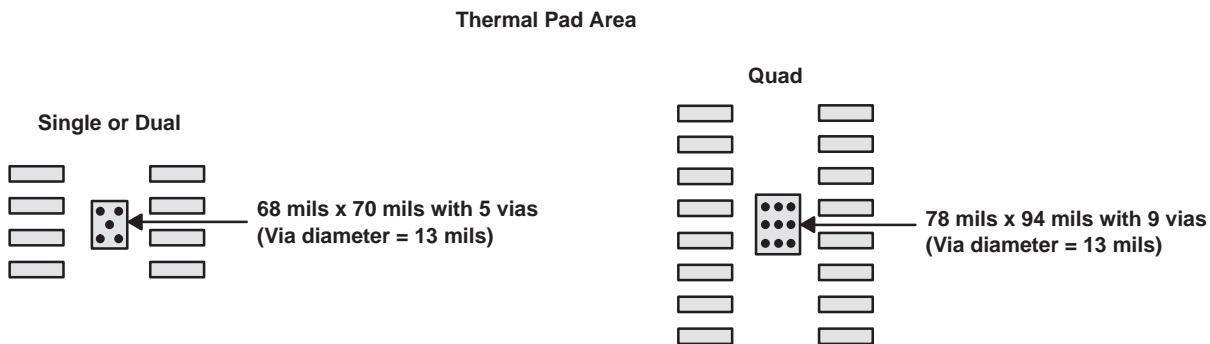 Thermal Pad Area
Single or Dual
68 mils x 70 mils with 5 vias
(Via diameter = 13 mils)
Quad
78 mils x 94 mils with 9 vias
(Via diameter = 13 mils)